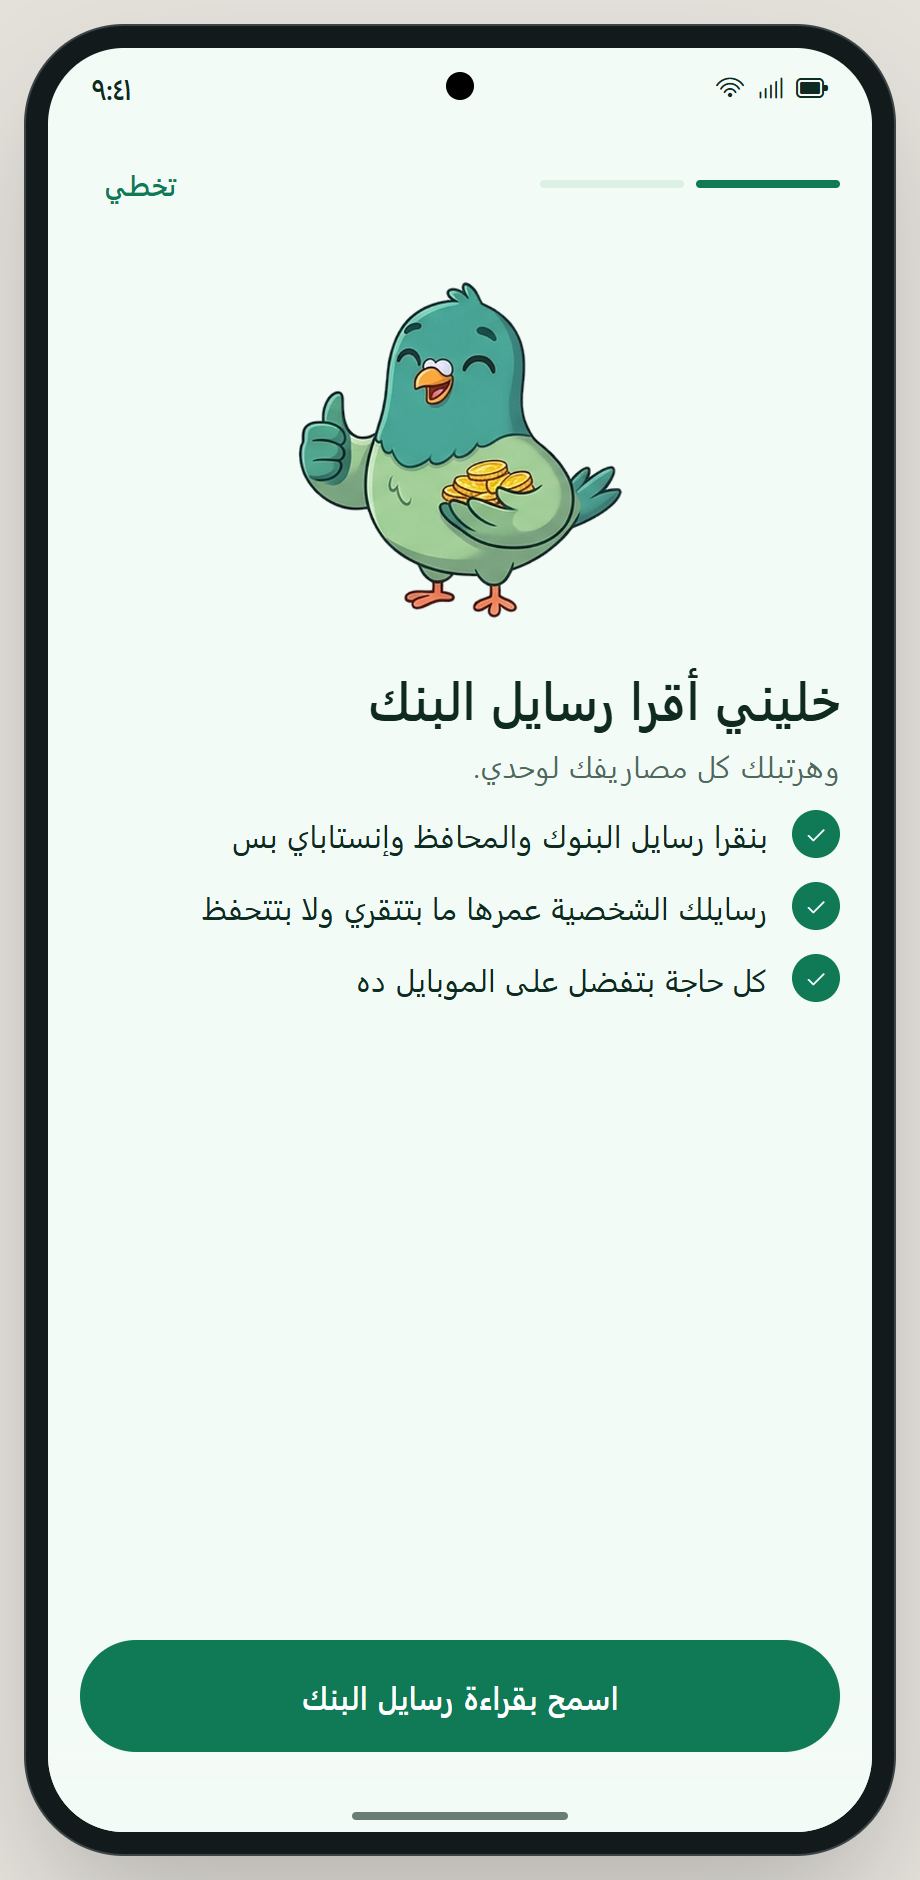 ٩:٤١
تخطي
خليني أقرا رسايل البنك
وهرتبلك كل مصاريفك لوحدي.
بنقرا رسايل البنوك والمحافظ وإنستاباي بس
رسايلك الشخصية عمرها ما بتتقري ولا بتتحفظ
كل حاجة بتفضل على الموبايل ده
اسمح بقراءة رسايل البنك